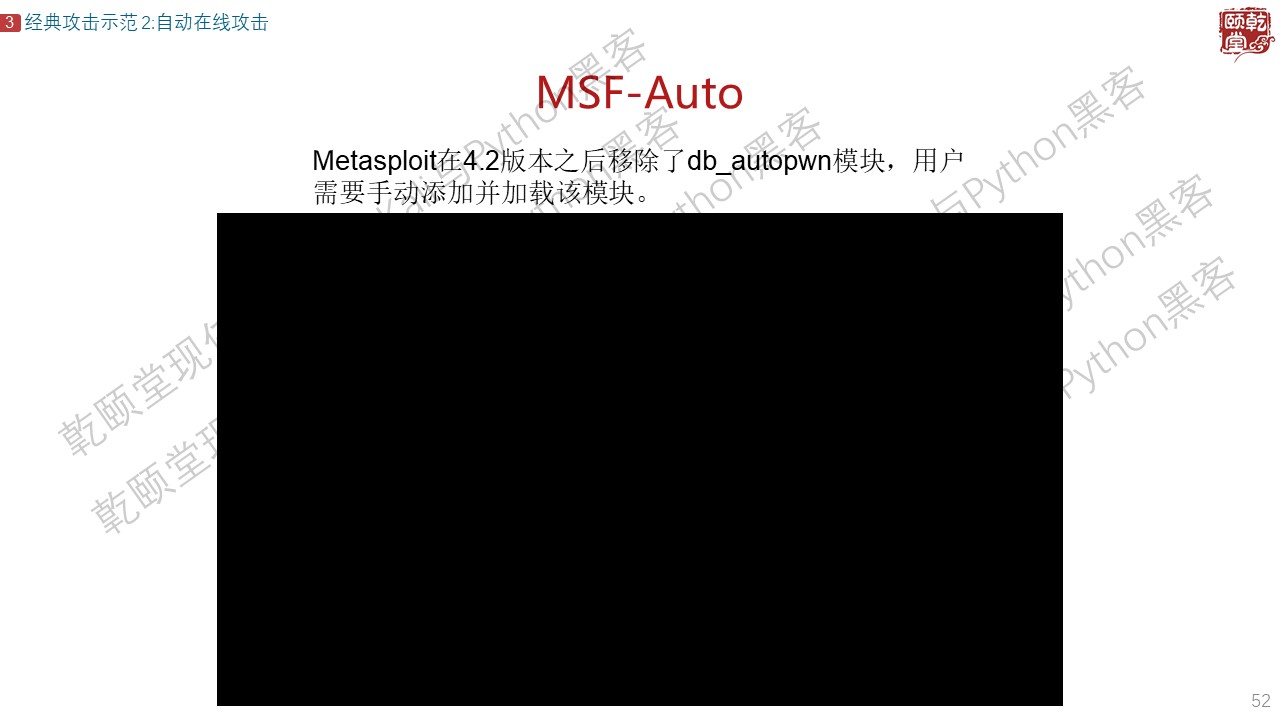 3 经典攻击示范2:自动在线攻击
颐乾堂
MSF-Auto
Metasploit在4.2版本之后移除了db_autopwn模块，用户
需要手动添加并加载该模块。
Kali与Python黑客
ython黑客
thon黑客
与Python黑客
ython黑客
Python黑客
乾颐堂现任
乾颐堂现
52